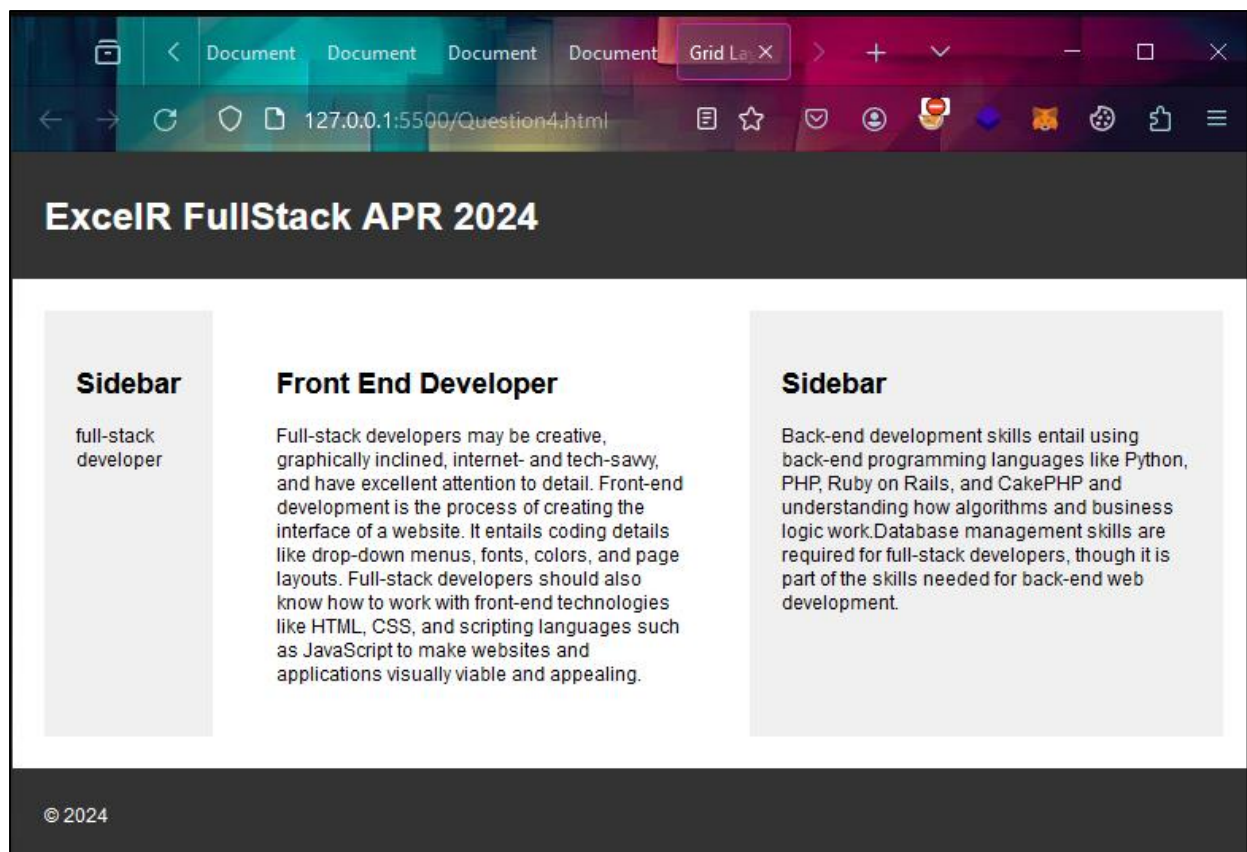 Document
Document
Document
Document
Grid La
127.0.0.1:5500/Question4.html
ExcelR FullStack APR 2024
Sidebar
full-stack
developer
Front End Developer
Full-stack developers may be creative,
graphically inclined, internet- and tech-savvy,
and have excellent attention to detail. Front-end
development is the process of creating the
interface of a website. It entails coding details
like drop-down menus, fonts, colors, and page
layouts. Full-stack developers should also
know how to work with front-end technologies
like HTML, CSS, and scripting languages such
as JavaScript to make websites and
applications visually viable and appealing.
Sidebar
Back-end development skills entail using
back-end programming languages like Python,
PHP, Ruby on Rails, and CakePHP and
understanding how algorithms and business
logic work.Database management skills are
required for full-stack developers, though it is
part of the skills needed for back-end web
development.
© 2024